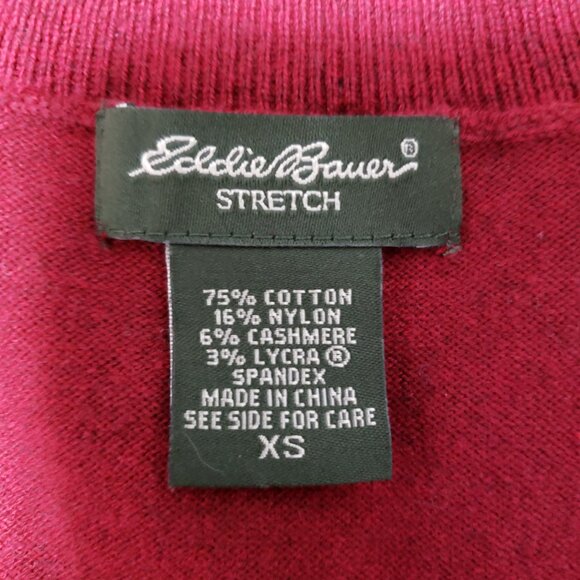 Eddie Bauer®
STRETCH
75% COTTON
16% NYLON
6% CASHMERE
3% LYCRA ®
SPANDEX
MADE IN CHINA
SEE SIDE FOR CARE
XS